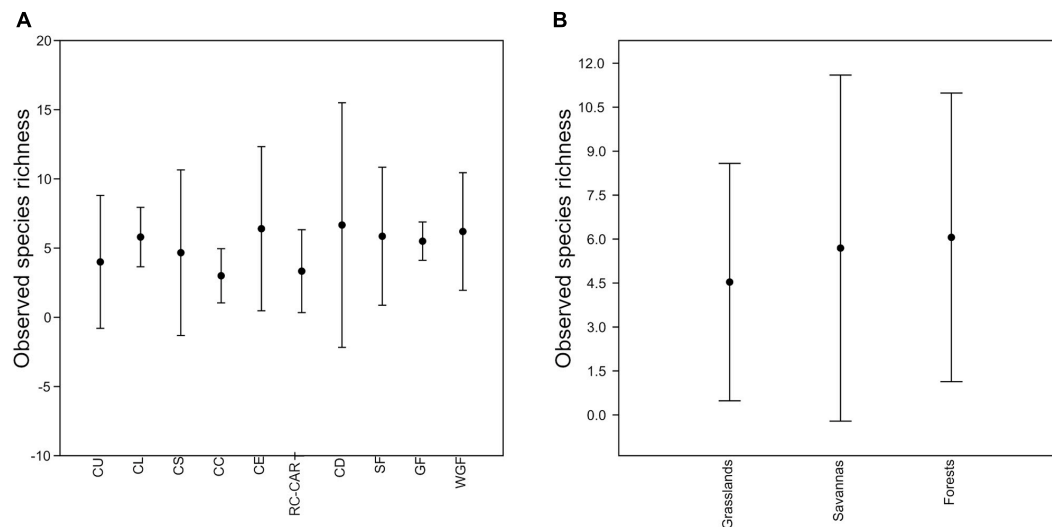 A
Observed species richness
20
15
10
5
0
-5
-10
CU
CL
CS
CC
CE
RC-CAR
CD
SF
GF
WGF
B
Observed species richness
12.0
10.5
9.0
7.5
6.0
4.5
3.0
1.5
0.0
Grasslands
Savannas
Forests